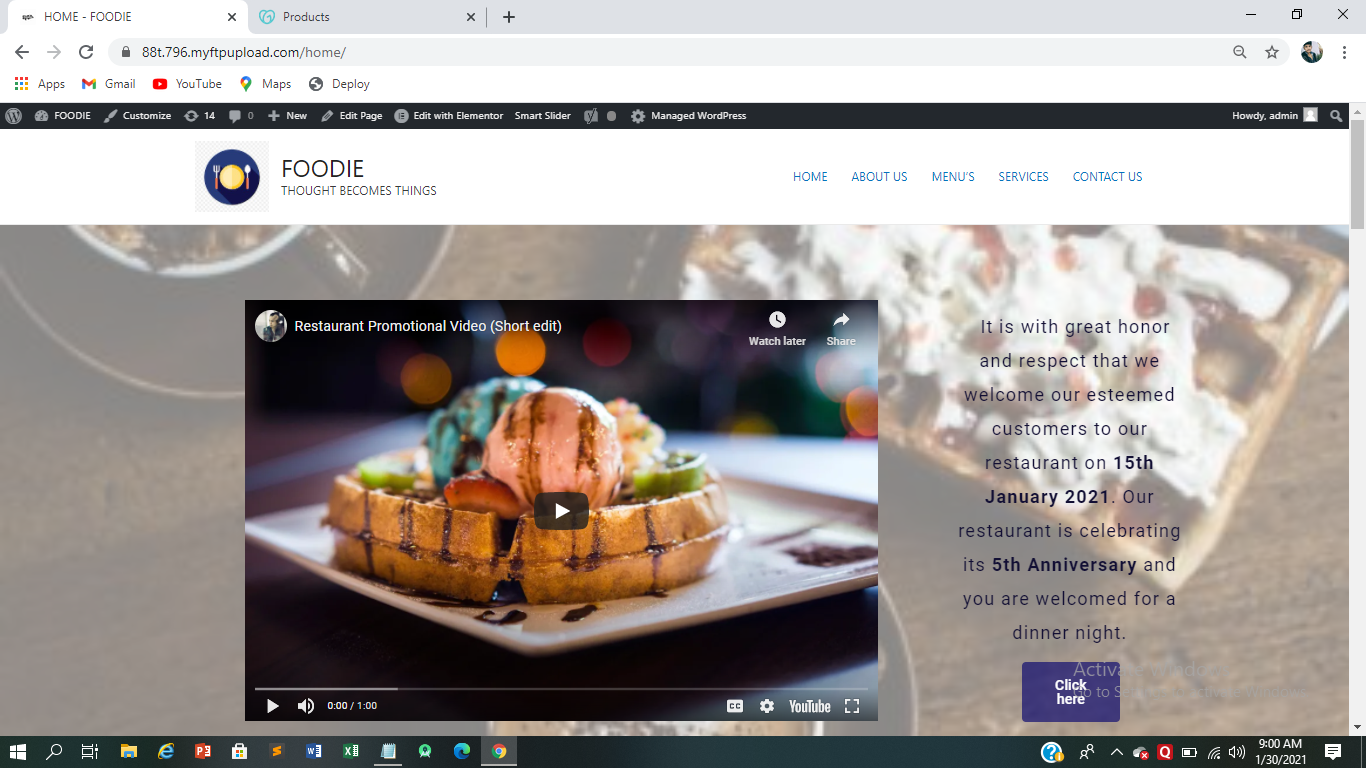 HOME - FOODIE
Products
88t.796.myftpupload.com/home/
Apps
Gmail
YouTube
Maps
Deploy
FOODIE
Customize
14
0
New
Edit Page
Edit with Elementor
Smart Slider
Managed WordPress
Howdy, admin
FOODIE
THOUGHT BECOMES THINGS
HOME
ABOUT US
MENU'S
SERVICES
CONTACT US
Restaurant Promotional Video (Short edit)
Watch later
Share
0:00 / 1:00
CC
YouTube
It is with great honor
and respect that we
welcome our esteemed
customers to our
restaurant on 15th
January 2021. Our
restaurant is celebrating
its 5th Anniversary and
you are welcomed for a
dinner night.
Click
here
Activate Windows
Go to Settings to activate Windows.
9:00 AM
1/30/2021